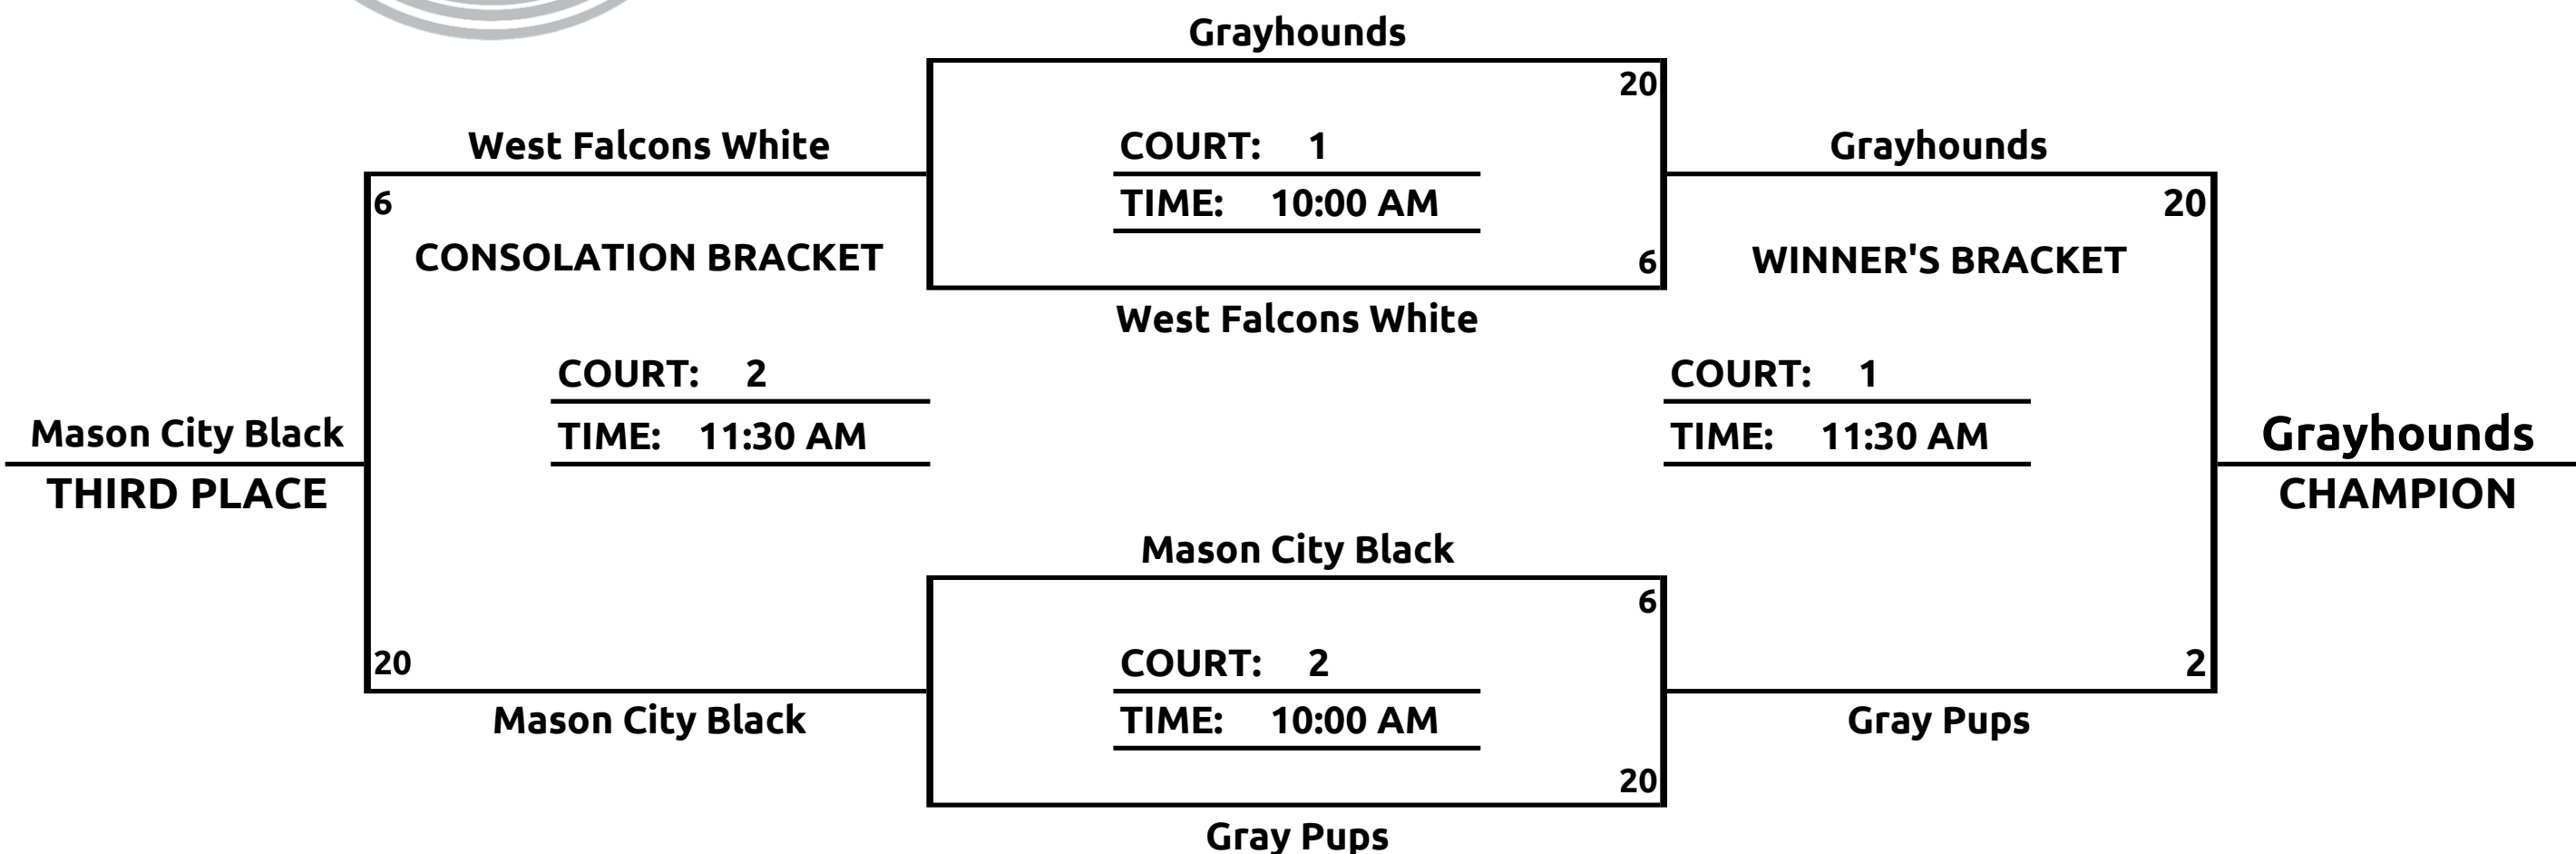 Grayhounds
20
West Falcons White
COURT: 1
Grayhounds
6
TIME: 10:00 AM
20
CONSOLATION BRACKET
6
WINNER'S BRACKET
West Falcons White
COURT: 2
COURT: 1
Mason City Black
TIME: 11:30 AM
TIME: 11:30 AM
Grayhounds
THIRD PLACE
CHAMPION
Mason City Black
6
20
COURT: 2
2
Mason City Black
TIME: 10:00 AM
Gray Pups
20
Gray Pups